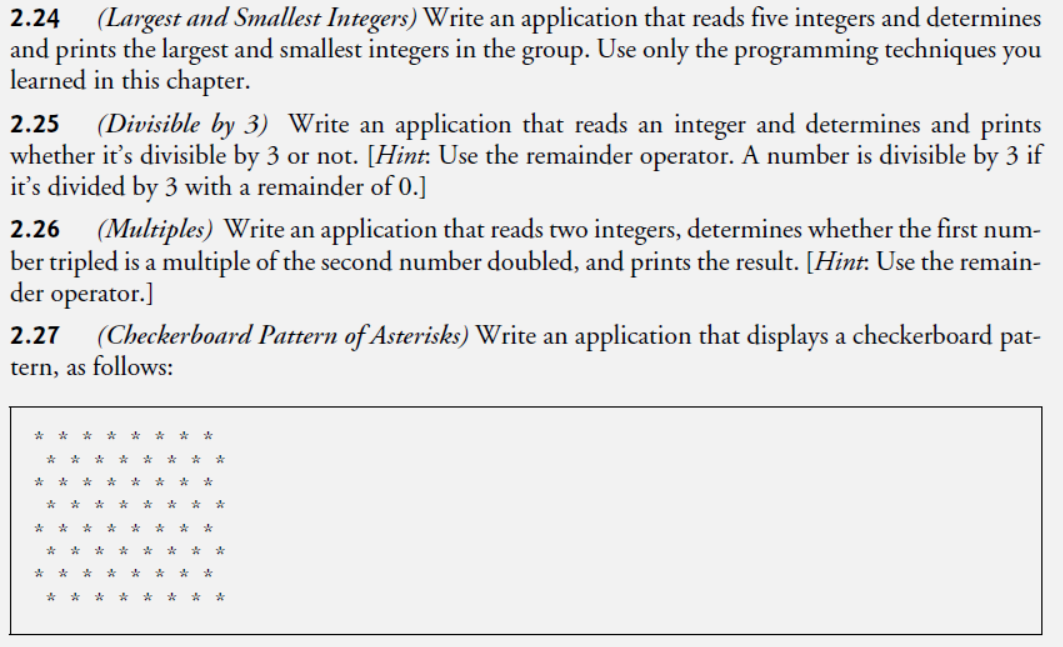 2.24 (Largest and Smallest Integers) Write an application that reads five integers and determines
and prints the largest and smallest integers in the group. Use only the programming techniques you
learned in this chapter.
2.25 (Divisible by 3) Write an application that reads an integer and determines and prints
whether it’s divisible by 3 or not. [Hint: Use the remainder operator. A number is divisible by 3 if
it’s divided by 3 with a remainder of 0.]
2.26 (Multiples) Write an application that reads two integers, determines whether the first num-
ber tripled is a multiple of the second number doubled, and prints the result. [Hint: Use the remain-
der operator.]
2.27 (Checkerboard Pattern of Asterisks) Write an application that displays a checkerboard pat-
tern, as follows:
* * * * * * * *
 * * * * * * * *
* * * * * * * *
 * * * * * * * *
* * * * * * * *
 * * * * * * * *
* * * * * * * *
 * * * * * * * *